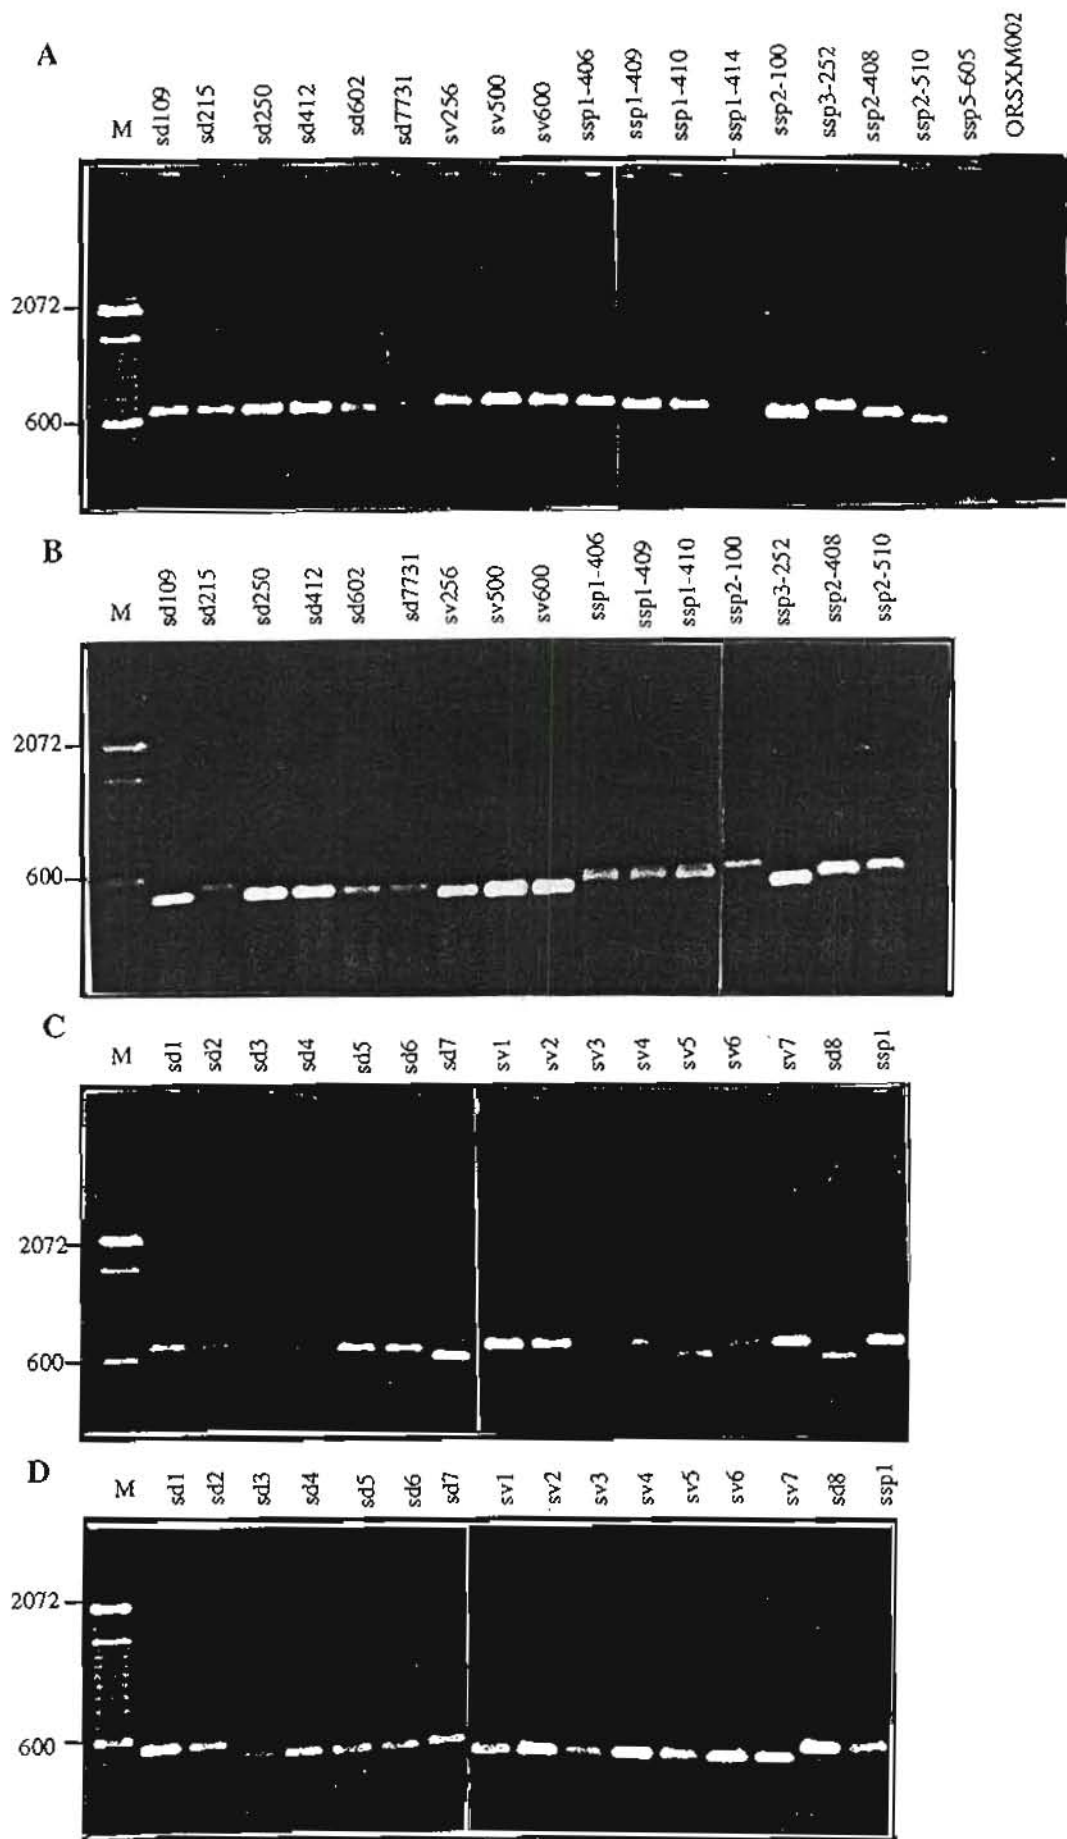 A
M sd109 sd215 sd250 sd412 sd602 sd7731 sv256 sv500 sv600 ssp1-406 ssp1-409 ssp1-410 ssp1-414 ssp2-100 ssp3-252 ssp2-408 ssp2-510 ssp5-605 ORSSXM002
2072
600
B
M sd109 sd215 sd250 sd412 sd602 sd7731 sv256 sv500 sv600 ssp1-406 ssp1-409 ssp1-410 ssp2-100 ssp3-252 ssp2-408 ssp2-510
2072
600
C
M sd1 sd2 sd3 sd4 sd5 sd6 sd7 sv1 sv2 sv3 sv4 sv5 sv6 sv7 sd8 ssp1
2072
600
D
M sd1 sd2 sd3 sd4 sd5 sd6 sd7 sv1 sv2 sv3 sv4 sv5 sv6 sv7 sd8 ssp1
2072
600